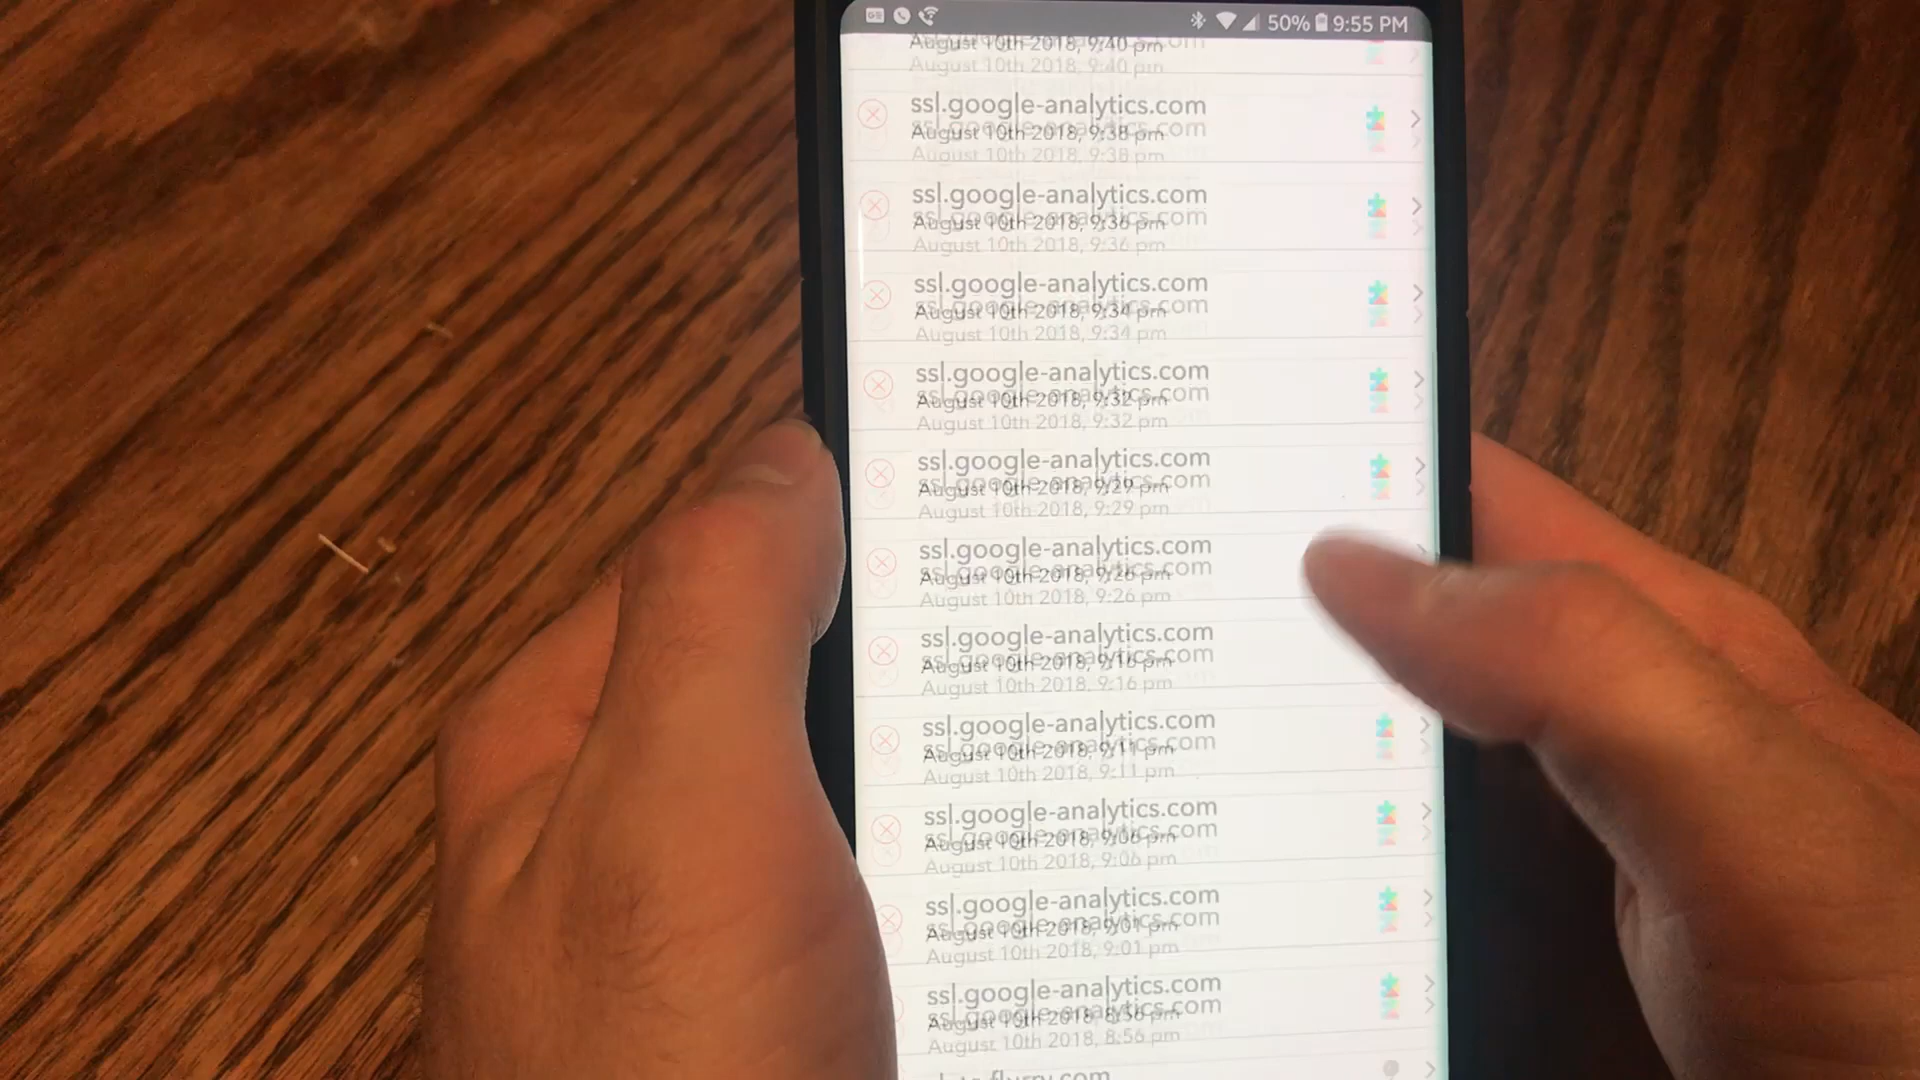 50% 9:55 PM
August 10th 2018, 9:40 pm
ssl.google-analytics.com
August 10th 2018, 9:38 pm
ssl.google-analytics.com
August 10th 2018, 9:36 pm
ssl.google-analytics.com
August 10th 2018, 9:34 pm
ssl.google-analytics.com
August 10th 2018, 9:32 pm
ssl.google-analytics.com
August 10th 2018, 9:29 pm
ssl.google-analytics.com
August 10th 2018, 9:26 pm
ssl.google-analytics.com
August 10th 2018, 9:16 pm
ssl.google-analytics.com
August 10th 2018, 9:11 pm
ssl.google-analytics.com
August 10th 2018, 9:06 pm
ssl.google-analytics.com
August 10th 2018, 9:01 pm
ssl.google-analytics.com
August 10th 2018, 8:56 pm